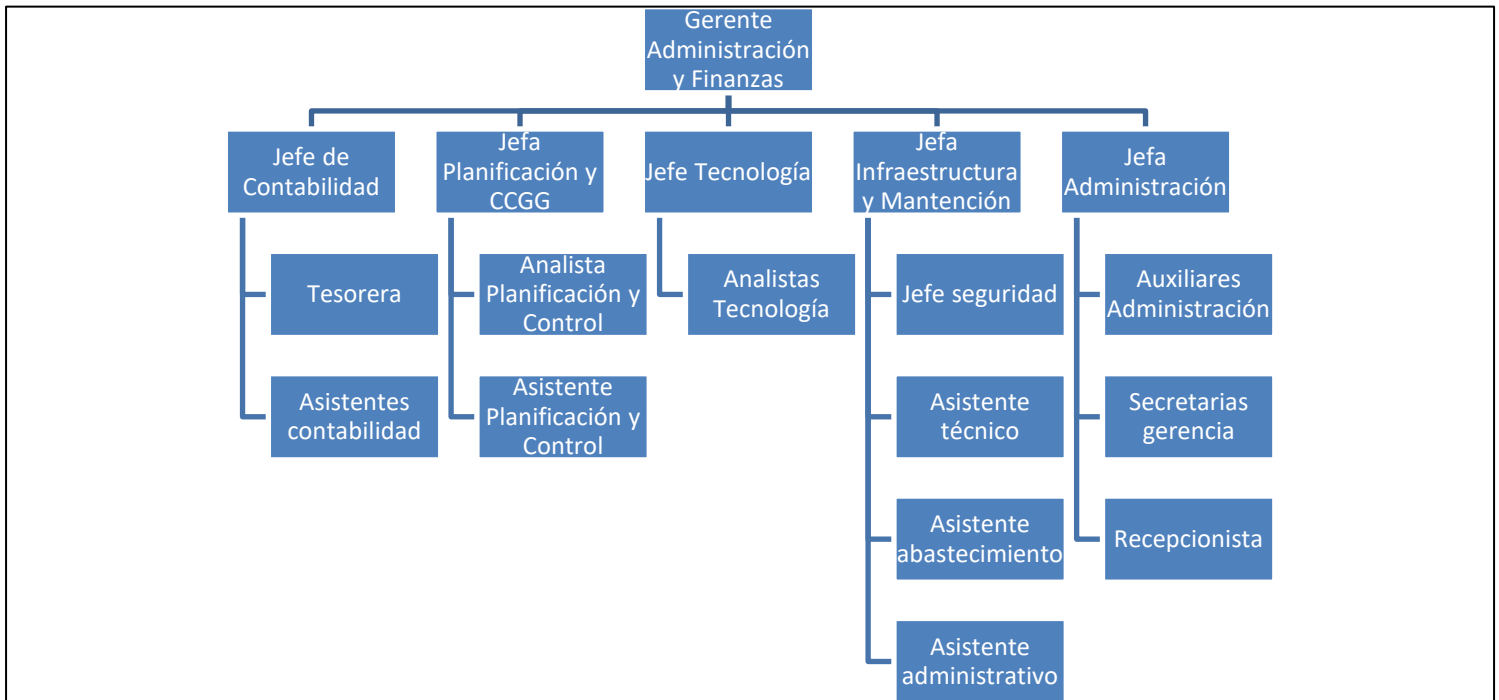 Gerente
Administración
y Finanzas
Jefe de
Contabilidad
Jefa
Planificación y
CCGG
Jefe Tecnología
Jefa
Infraestructura
y Mantención
Jefa
Administración
Tesorera
Analista
Planificación y
Control
Analistas
Tecnología
Jefe seguridad
Auxiliares
Administración
Asistentes
contabilidad
Asistente
Planificación y
Control
Asistente
técnico
Secretarias
gerencia
Asistente
abastecimiento
Recepcionista
Asistente
administrativo